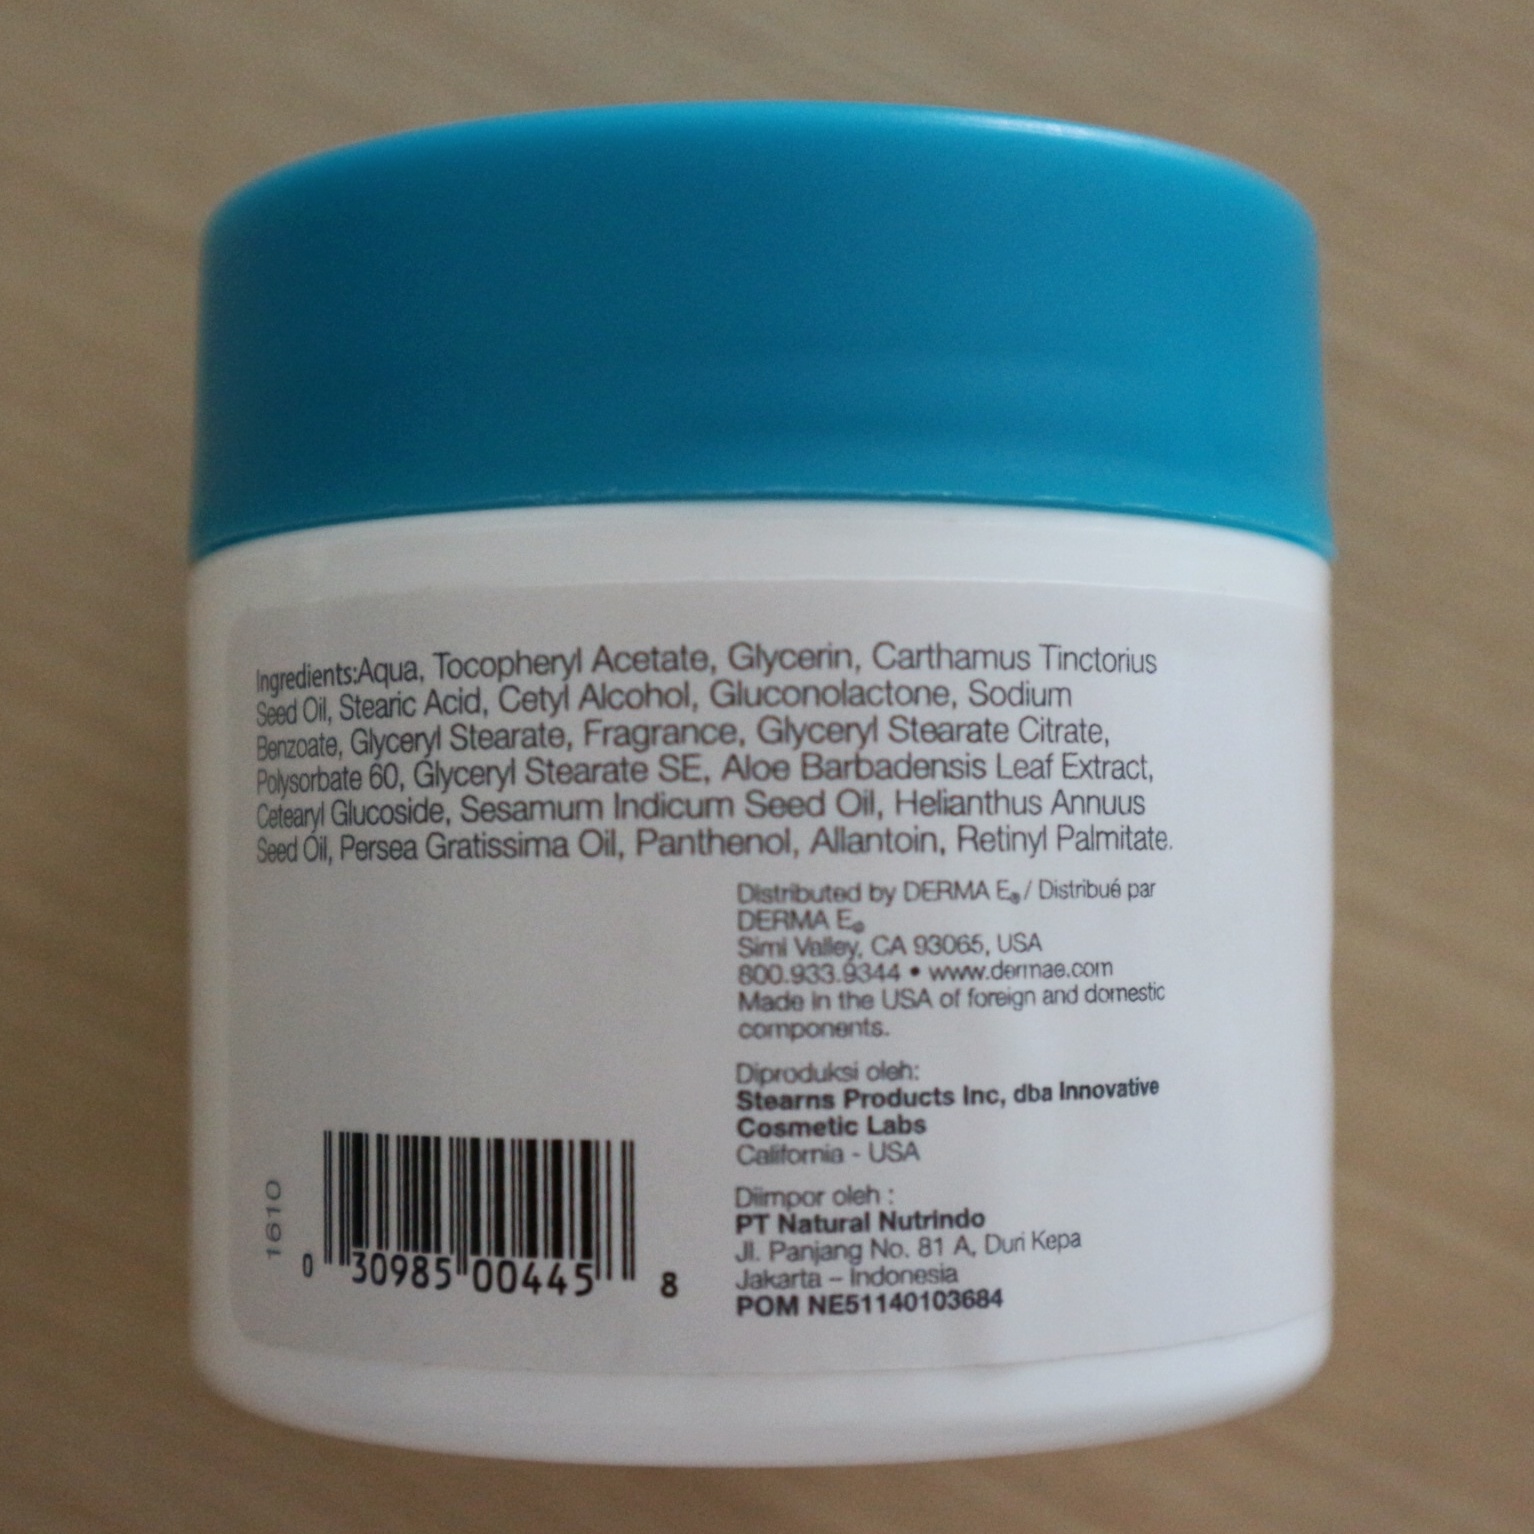 Ingredients:Aqua, Tocopheryl Acetate, Glycerin, Carthamus Tinctorius
Seed Oil, Stearic Acid, Cetyl Alcohol, Gluconolactone, Sodium
Benzoate, Glyceryl Stearate, Fragrance, Glyceryl Stearate Citrate,
Polysorbate 60, Glyceryl Stearate SE, Aloe Barbadensis Leaf Extract,
Cetearyl Glucoside, Sesamum Indicum Seed Oil, Helianthus Annuus
Seed Oil, Persea Gratissima Oil, Panthenol, Allantoin, Retinyl Palmitate.
Distributed by DERMA E® / Distribué par
DERMA E®
Simi Valley, CA 93065, USA
800.933.9344 • www.dermae.com
Made in the USA of foreign and domestic
components.
Diproduksi oleh:
Stearns Products Inc, dba Innovative
Cosmetic Labs
California - USA
Diimpor oleh :
PT Natural Nutrindo
Jl. Panjang No. 81 A, Duri Kepa
Jakarta – Indonesia
POM NE51140103684
1610
0 30985 00445 8